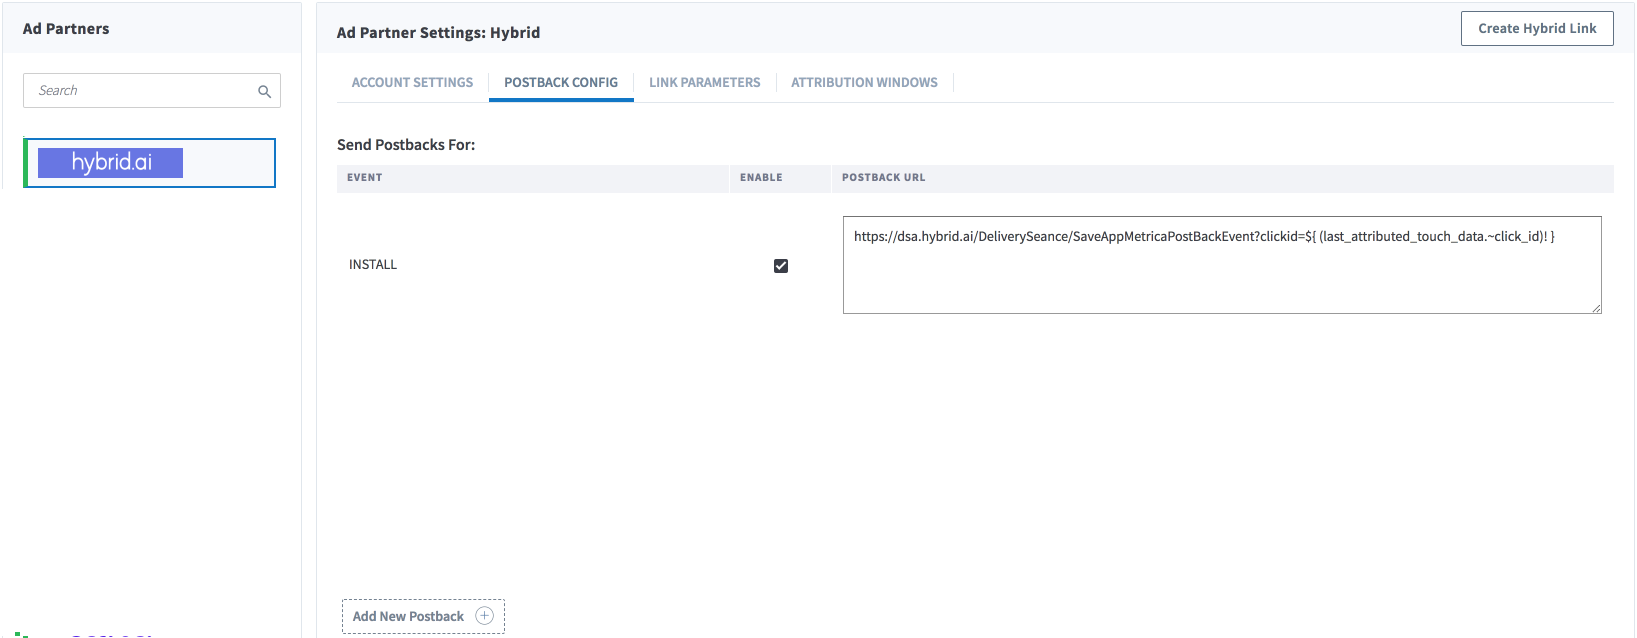 Ad Partners
Search
hybrid.ai
Ad Partner Settings: Hybrid
Create Hybrid Link
ACCOUNT SETTINGS
POSTBACK CONFIG
LINK PARAMETERS
ATTRIBUTION WINDOWS
Send Postbacks For:
EVENT
ENABLE
POSTBACK URL
INSTALL
https://dsa.hybrid.ai/DeliverySeance/SaveAppMetricaPostBackEvent?clickid=${ (last_attributed_touch_data.~click_id)! }
Add New Postback